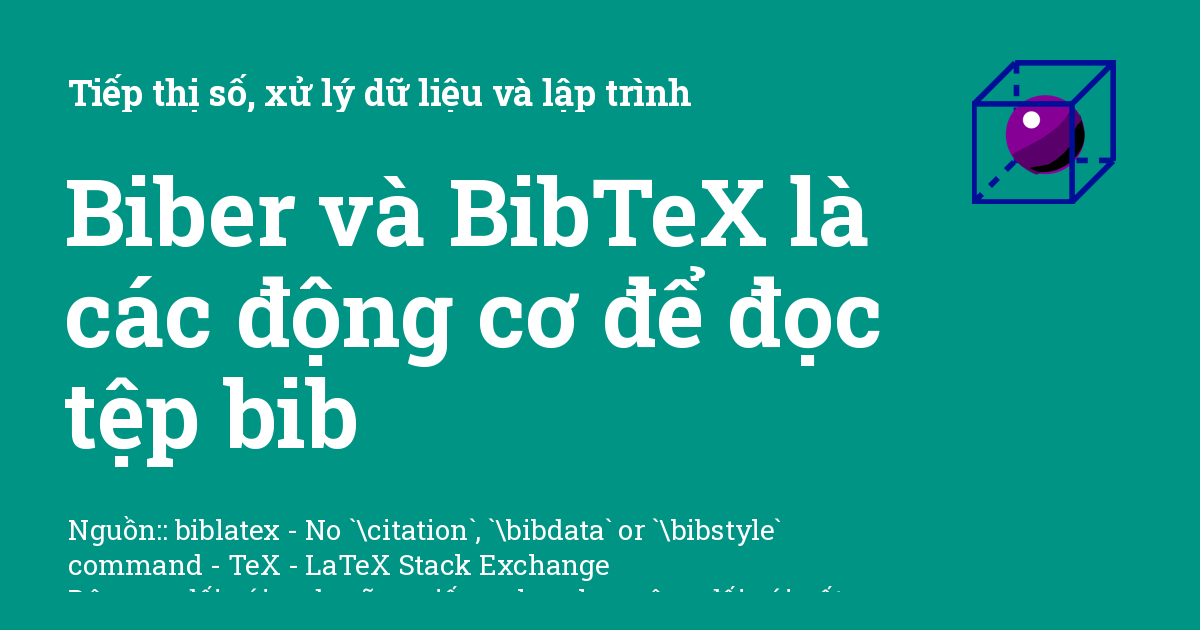 Tiếp thị số, xử lý dữ liệu và lập trình
Biber và BibTeX là
các động cơ để đọc
tệp bib
Nguồn:: biblatex - No `\citation`, `\bibdata` or `\bibstyle`
command - TeX - LaTeX Stack Exchange